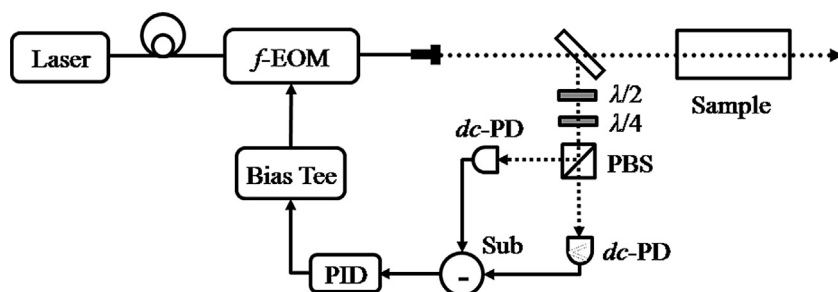 Laser
f-EOM
λ/2
λ/4
Sample
dc-PD
PBS
Bias Tee
Sub
dc-PD
PID
-